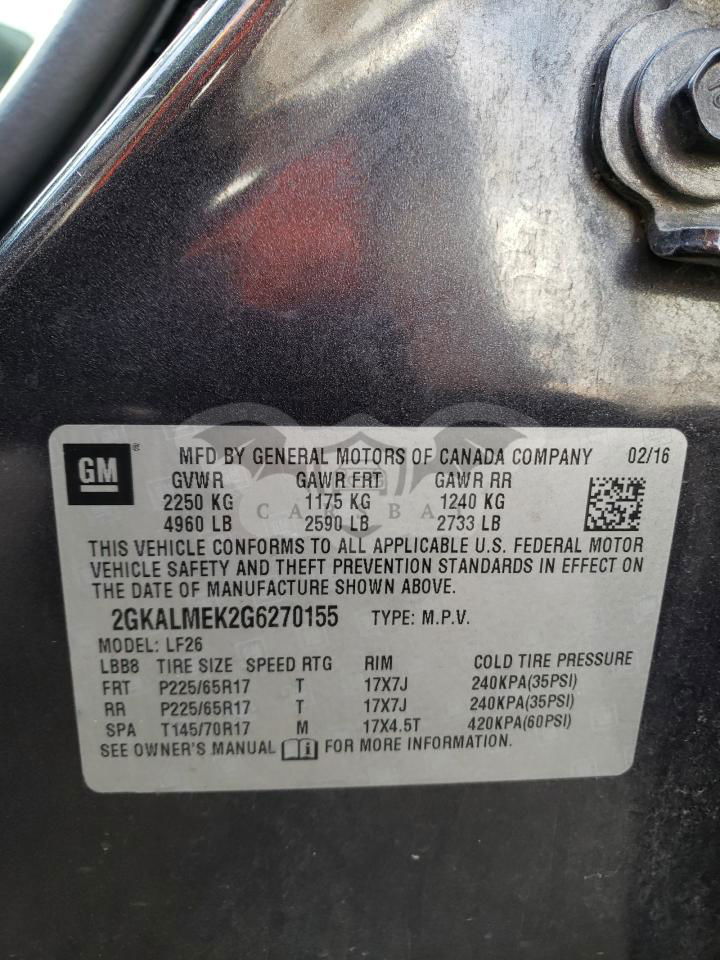 GM ® MFD BY GENERAL MOTORS OF CANADA COMPANY 02/16
GVWR GAWR FRT GAWR RR
2250 KG 1175 KG 1240 KG
4960 LB 2590 LB 2733 LB
THIS VEHICLE CONFORMS TO ALL APPLICABLE U.S. FEDERAL MOTOR
VEHICLE SAFETY AND THEFT PREVENTION STANDARDS IN EFFECT ON
THE DATE OF MANUFACTURE SHOWN ABOVE.
2GKALMEK2G6270155 TYPE: M.P.V.
MODEL: LF26
LBB8 TIRE SIZE SPEED RTG RIM COLD TIRE PRESSURE
FRT P225/65R17 T 17X7J 240KPA(35PSI)
RR P225/65R17 T 17X7J 240KPA(35PSI)
SPA T145/70R17 M 17X4.5T 420KPA(60PSI)
SEE OWNER'S MANUAL i FOR MORE INFORMATION.